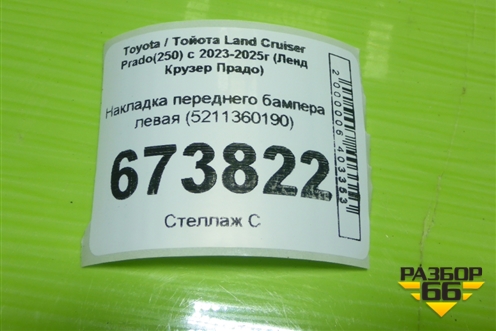 Toyota / Тойота Land Cruiser
Prado(250) с 2023-2025г (Ленд
Крузер Прадо)
Накладка переднего бампера
левая (5211360190)
673822
Стеллаж С
2000006403353
РАЗБОР
66